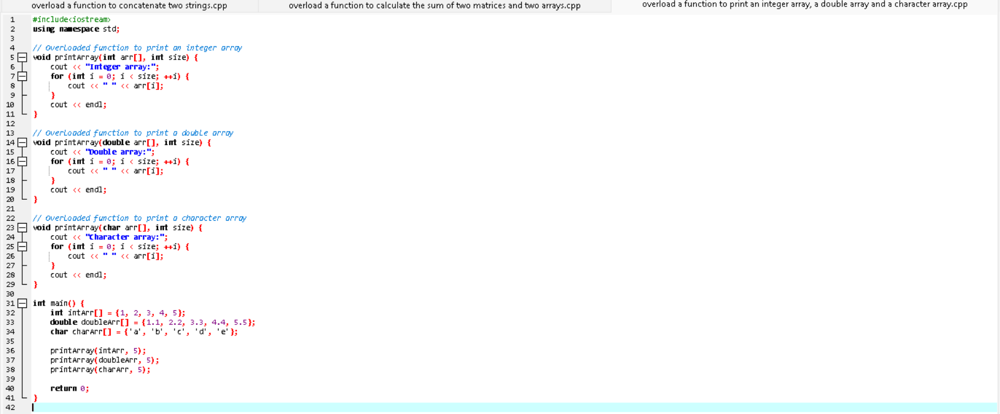 overload a function to concatenate two strings.cpp overload a function to calculate the sum of two matrices and two arrays.cpp overload a function to print an integer array, a double array and a character array.cpp
1 #include<iostream>
2 using namespace std;
3
4 // Overloaded function to print an integer array
5 void printArray(int arr[], int size) {
6 cout << "Integer array:";
7 for (int i = 0; i < size; ++i) {
8 cout << " " << arr[i];
9 }
10 cout << endl;
11 }
12
13 // Overloaded function to print a double array
14 void printArray(double arr[], int size) {
15 cout << "Double array:";
16 for (int i = 0; i < size; ++i) {
17 cout << " " << arr[i];
18 }
19 cout << endl;
20 }
21
22 // Overloaded function to print a character array
23 void printArray(char arr[], int size) {
24 cout << "Character array:";
25 for (int i = 0; i < size; ++i) {
26 cout << " " << arr[i];
27 }
28 cout << endl;
29 }
30
31 int main() {
32 int intArr[] = {1, 2, 3, 4, 5};
33 double doubleArr[] = {1.1, 2.2, 3.3, 4.4, 5.5};
34 char charArr[] = {'a', 'b', 'c', 'd', 'e'};
35
36 printArray(intArr, 5);
37 printArray(doubleArr, 5);
38 printArray(charArr, 5);
39
40 return 0;
41 }
42